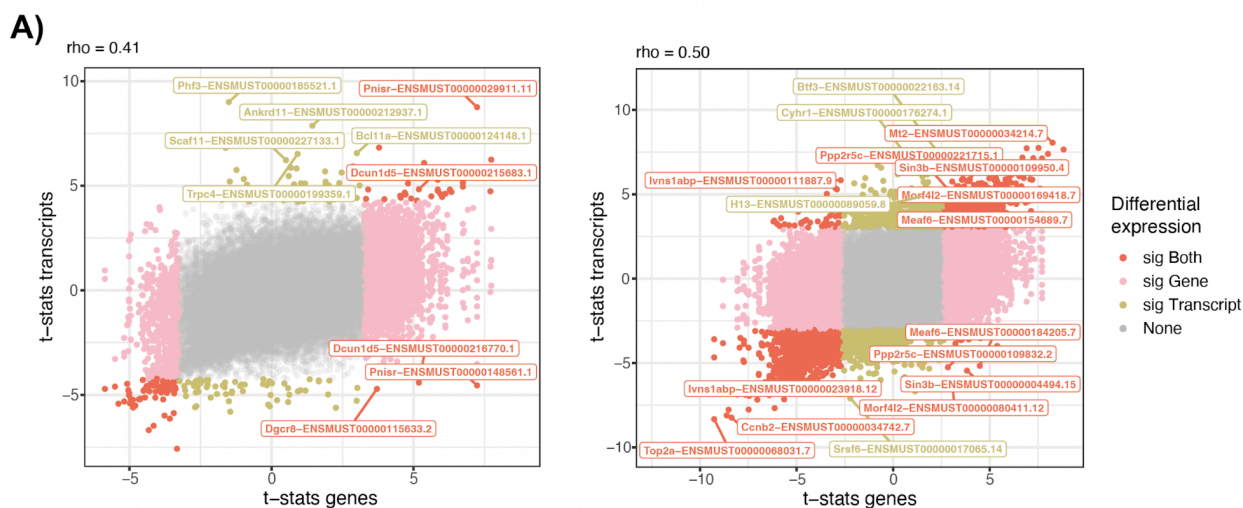 A)
rho = 0.41
t−stats transcripts
10
5
0
−5
Phf3−ENSMUST00000185521.1
Pnisr−ENSMUST00000029911.11
Ankrd11−ENSMUST00000212937.1
Scaf11−ENSMUST00000227133.1
Bcl11a−ENSMUST00000124148.1
Dcun1d5−ENSMUST00000215683.1
Trpc4−ENSMUST00000199359.1
Dcun1d5−ENSMUST00000216770.1
Pnisr−ENSMUST00000148561.1
Dgcr8−ENSMUST00000115633.2
−5
0
5
t−stats genes
rho = 0.50
t−stats transcripts
10
5
0
−5
−10
Btf3−ENSMUST00000022163.14
Cyhr1−ENSMUST00000176274.1
Mt2−ENSMUST00000034214.7
Ppp2r5c−ENSMUST00000221715.1
Sin3b−ENSMUST00000109950.4
Ivns1abp−ENSMUST00000111887.9
Morf4l2−ENSMUST00000169418.7
H13−ENSMUST00000089059.8
Meaf6−ENSMUST00000154689.7
Meaf6−ENSMUST00000184205.7
Ppp2r5c−ENSMUST00000109832.2
Sin3b−ENSMUST00000004494.15
Ivns1abp−ENSMUST00000023918.12
Morf4l2−ENSMUST00000080411.12
Ccnb2−ENSMUST00000034742.7
Top2a−ENSMUST00000068031.7
Srsf6−ENSMUST00000017065.14
−10
−5
0
5
t−stats genes
Differential
expression
sig Both
sig Gene
sig Transcript
None